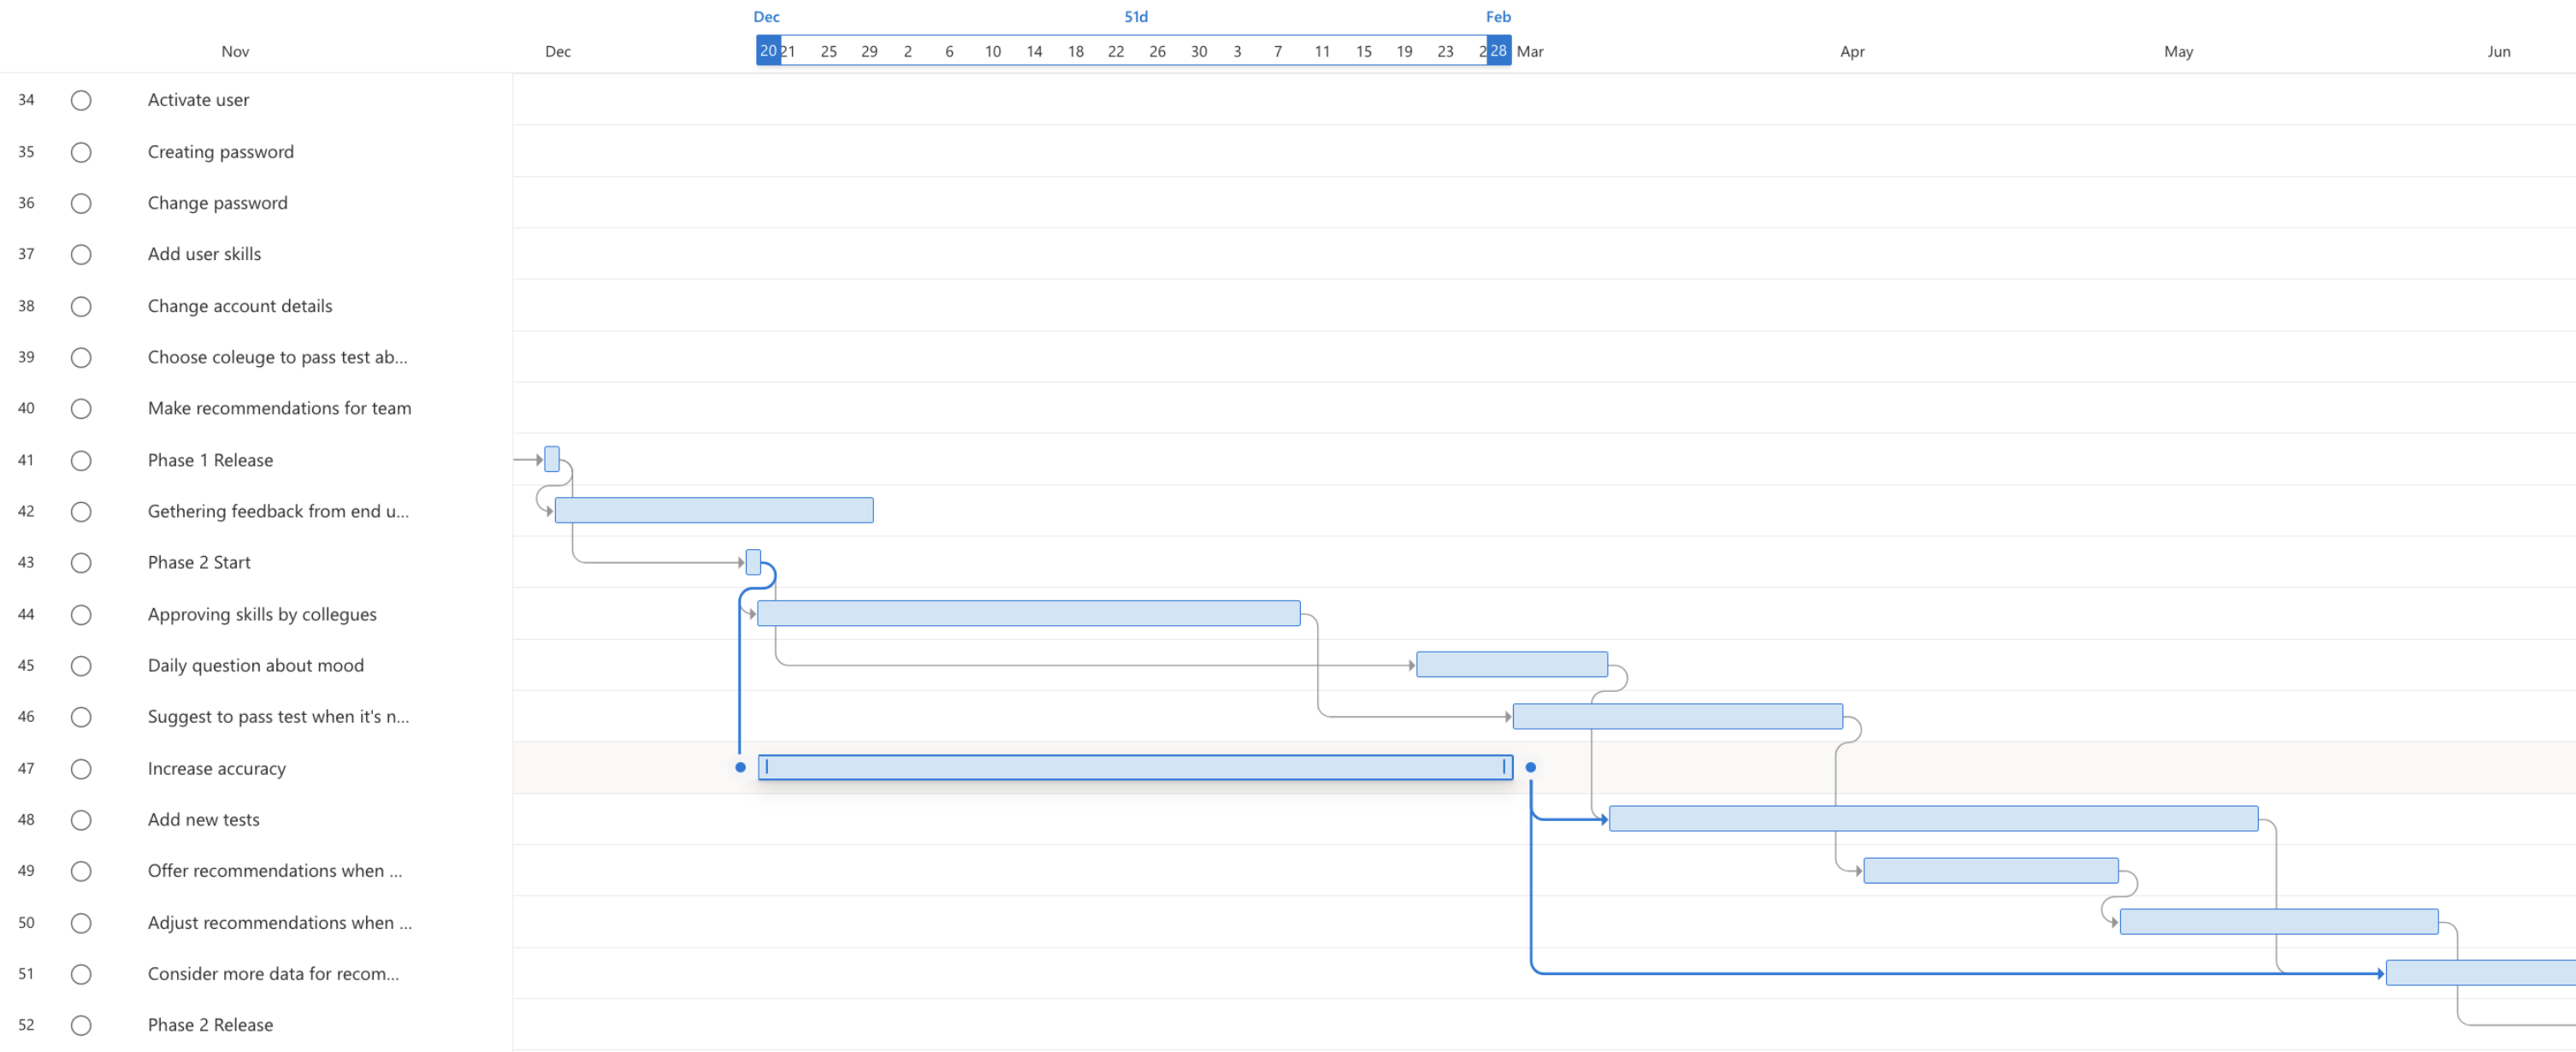 Dec 51d Feb
Nov Dec 20 21 25 29 2 6 10 14 18 22 26 30 3 7 11 15 19 23 2 28 Mar Apr May Jun
34 Activate user
35 Creating password
36 Change password
37 Add user skills
38 Change account details
39 Choose coleuge to pass test ab...
40 Make recommendations for team
41 Phase 1 Release
42 Gethering feedback from end u...
43 Phase 2 Start
44 Approving skills by collegues
45 Daily question about mood
46 Suggest to pass test when it's n...
47 Increase accuracy
48 Add new tests
49 Offer recommendations when ...
50 Adjust recommendations when ...
51 Consider more data for recom...
52 Phase 2 Release